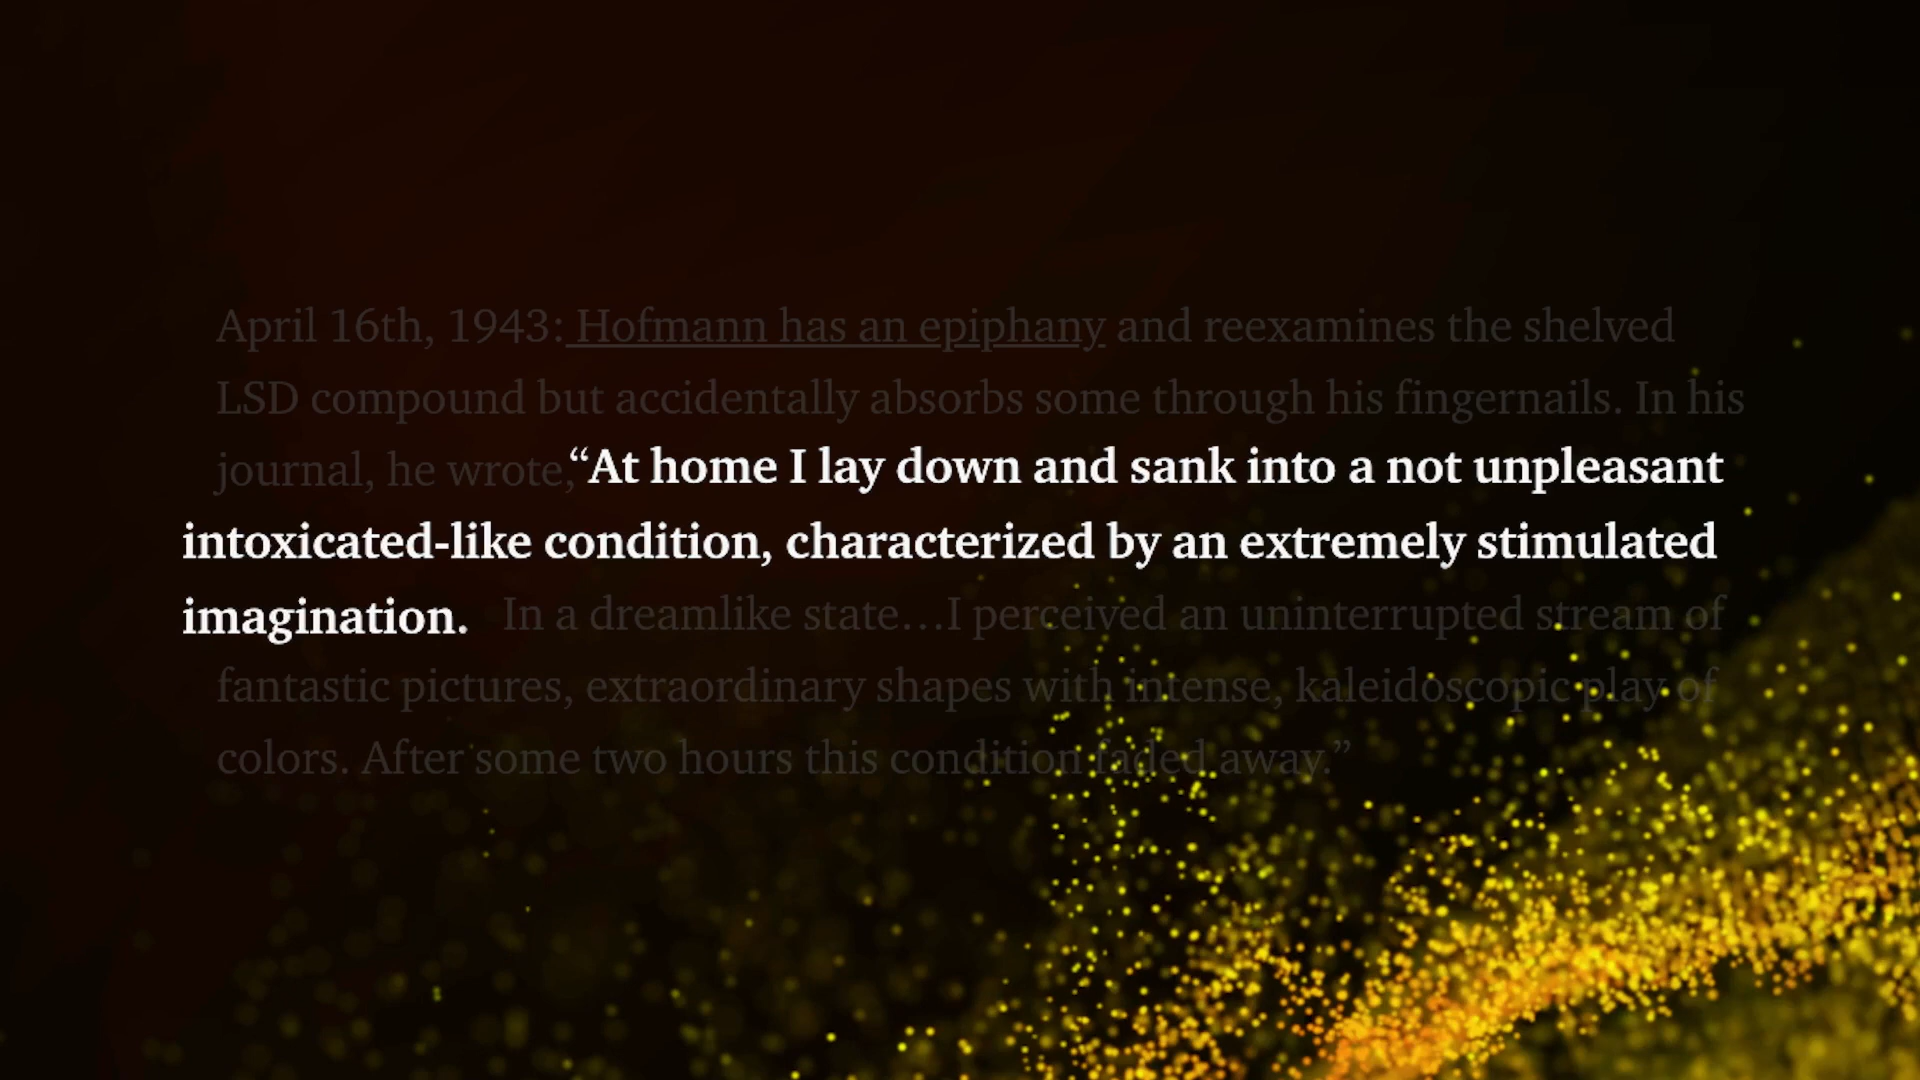 April 16th, 1943: Hofmann has an epiphany and reexamines the shelved
LSD compound but accidentally absorbs some through his fingernails. In his
journal, he wrote, “At home I lay down and sank into a not unpleasant
intoxicated-like condition, characterized by an extremely stimulated
imagination. In a dreamlike state…I perceived an uninterrupted stream of
fantastic pictures, extraordinary shapes with intense, kaleidoscopic play of
colors. After some two hours this condition faded away.”